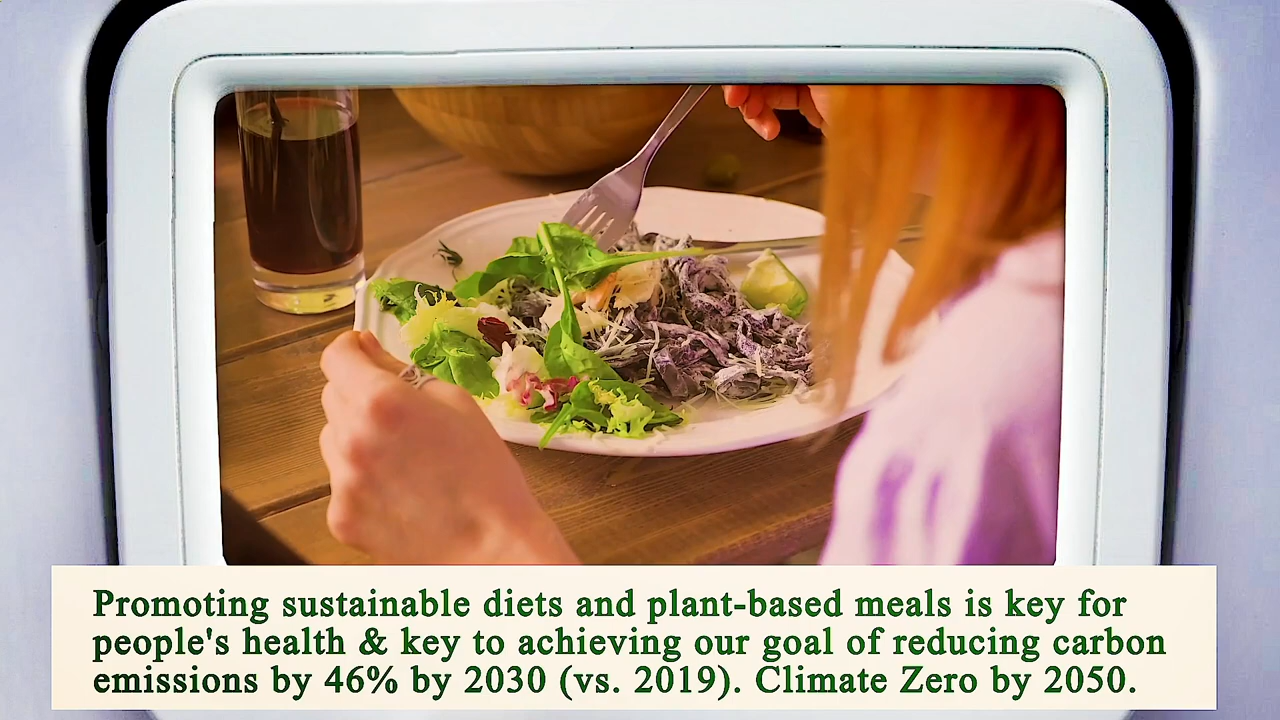 Promoting sustainable diets and plant-based meals is key for
people's health & key to achieving our goal of reducing carbon
emissions by 46% by 2030 (vs. 2019). Climate Zero by 2050.